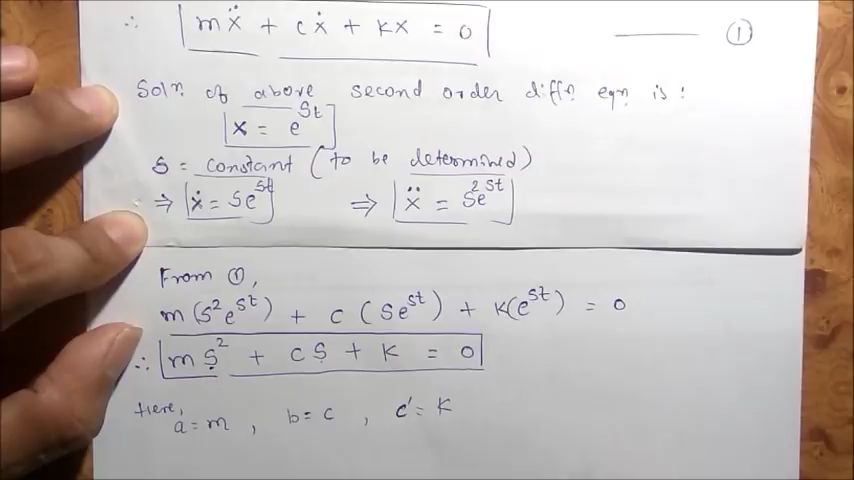 ∴ mẍ + cẋ + kx = 0 ——— ①
Solⁿ of above second order diffⁿ eqⁿ is :
x = e^{st}
S = constant (to be determined)
⇒ ẋ = Se^{st} ⇒ ẍ = S²e^{st}
From ①,
m(S²e^{st}) + c(Se^{st}) + k(e^{st}) = 0
∴ mS² + cS + k = 0
Here,
a = m , b = c , c' = k